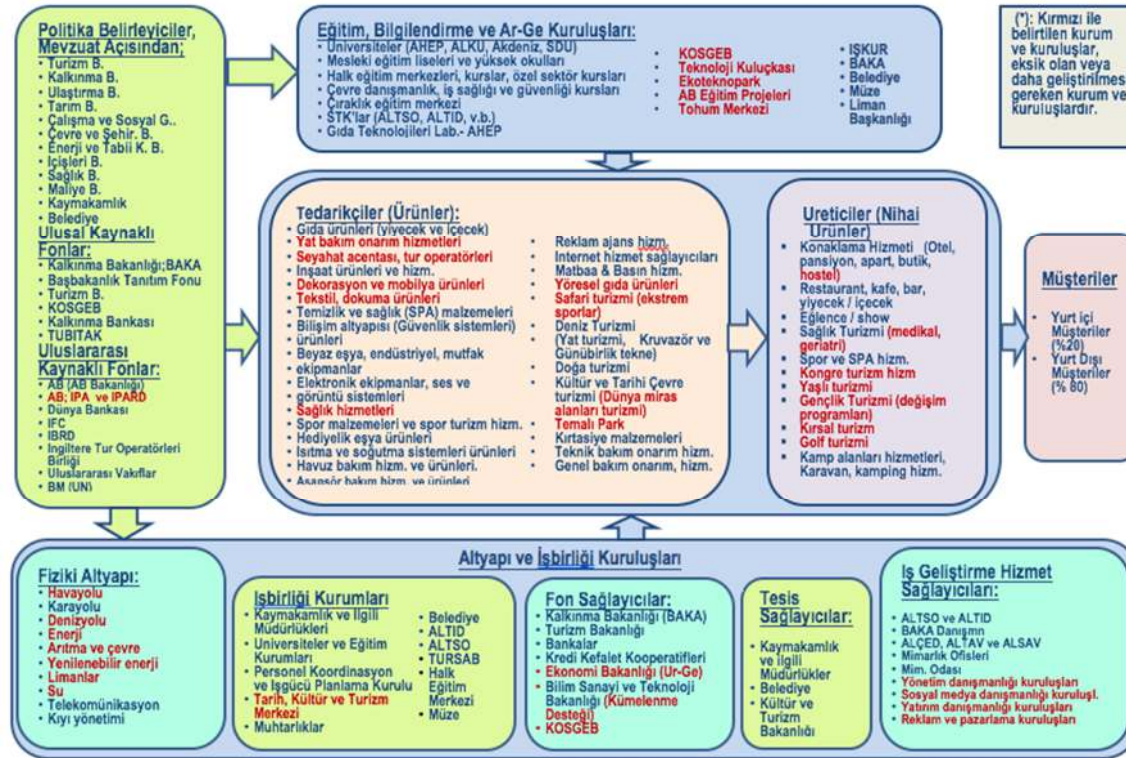 Politika Belirleyiciler,
Mevzuat Açısından;
• Turizm B.
• Kalkınma B.
• Ulaştırma B.
• Tarım B.
• Çalışma ve Sosyal G..
• Çevre ve Şehir. B.
• Enerji ve Tabii K. B.
• Içişleri B.
• Sağlık B.
• Maliye B.
• Kaymakamlık
• Belediye
Ulusal Kaynaklı
Fonlar:
• Kalkınma Bakanlığı;BAKA
• Başbakanlık Tanıtım Fonu
• Turizm B.
• KOSGEB
• Kalkınma Bankası
• TUBITAK
Uluslararası
Kaynaklı Fonlar:
• AB (AB Bakanlığı)
• AB; IPA ve IPARD
• Dünya Bankası
• IFC
• IBRD
• Ingiltere Tur Operatörleri
Birliği
• Uluslararası Vakıflar
• BM (UN)
Eğitim, Bilgilendirme ve Ar-Ge Kuruluşları:
• Universiteler (AHEP, ALKU, Akdeniz, SDU)
• Mesleki eğitim liseleri ve yüksek okulları
• Halk eğitim merkezleri, kurslar, özel sektör kursları
• Çevre danışmanlık, iş sağlığı ve güvenliği kursları
• Çıraklık eğitim merkezi
• STK'lar (ALTSO, ALTID, v.b.)
• Gıda Teknolojileri Lab.- AHEP
• KOSGEB
• Teknoloji Kuluçkası
• Ekoteknopark
• AB Eğitim Projeleri
• Tohum Merkezi
• IŞKUR
• BAKA
• Belediye
• Müze
• Liman
Başkanlığı
(*): Kırmızı ile
belirtilen kurum
ve kuruluşlar,
eksik olan veya
daha geliştirilmes
gereken kurum ve
kuruluşlardır.
Tedarikçiler (Ürünler):
• Gıda ürünleri (yiyecek ve içecek)
• Yat bakım onarım hizmetleri
• Seyahat acentası, tur operatörleri
• Inşaat ürünleri ve hizm.
• Dekorasyon ve mobilya ürünleri
• Tekstil, dokuma ürünleri
• Temizlik ve sağlık (SPA) malzemeleri
• Bilişim altyapısı (Güvenlik sistemleri)
ürünleri
• Beyaz eşya, endüstriyel, mutfak
ekipmanlar
• Elektronik ekipmanlar, ses ve
görüntü sistemleri
• Sağlık hizmetleri
• Spor malzemeleri ve spor turizm hizm.
• Hediyelik eşya ürünleri
• Isıtma ve soğutma sistemleri ürünleri
• Havuz bakım hizm. ve ürünleri.
• Asansör bakım hizm. ve ürünleri
• Reklam ajans hizm.
• Internet hizmet sağlayıcıları
• Matbaa & Basın hizm.
• Yöresel gıda ürünleri
• Safari turizmi (ekstrem
sporlar)
• Deniz Turizmi
(Yat turizmi, Kruvazör ve
Günübirlik tekne)
• Doğa turizmi
• Kültür ve Tarihi Çevre
turizmi (Dünya miras
alanları turizmi)
• Temalı Park
• Kırtasiye malzemeleri
• Teknik bakım onarım hizm.
• Genel bakım onarım, hizm.
Ureticiler (Nihai
Urünler)
• Konaklama Hizmeti (Otel,
pansiyon, apart, butik,
hostel)
• Restaurant, kafe, bar,
yiyecek / içecek
• Eğlence / show
• Sağlık Turizmi (medikal,
geriatri)
• Spor ve SPA hizm.
• Kongre turizm hizm
• Yaşlı turizmi
• Gençlik Turizmi (değişim
programları)
• Kırsal turizm
• Golf turizmi
• Kamp alanları hizmetleri,
Karavan, kamping hizm.
Müşteriler
• Yurt içi
Müşteriler
(%20)
• Yurt Dışı
Müşteriler
(% 80)
Altyapı ve İşbirliği Kuruluşları
Fiziki Altyapı:
• Havayolu
• Karayolu
• Denizyolu
• Enerji
• Arıtma ve çevre
• Yenilenebilir enerji
• Limanlar
• Su
• Telekomünikasyon
• Kıyı yönetimi
Işbirliği Kurumları
• Kaymakamlık ve Ilgili
Müdürlükleri
• Universiteler ve Eğitim
Kurumları
• Personel Koordinasyon
ve Işgücü Planlama Kurulu
• Tarih, Kültür ve Turizm
Merkezi
• Muhtarlıklar
• Belediye
• ALTID
• ALTSO
• TURSAB
• Halk
Eğitim
Merkezi
• Müze
Fon Sağlayıcılar:
• Kalkınma Bakanlığı (BAKA)
• Turizm Bakanlığı
• Bankalar
• Kredi Kefalet Kooperatifleri
• Ekonomi Bakanlığı (Ur-Ge)
• Bilim Sanayi ve Teknoloji
Bakanlığı (Kümelenme
Desteği)
• KOSGEB
Tesis
Sağlayıcılar:
• Kaymakamlık
ve ilgili
Müdürlükler
• Belediye
• Kültür ve
Turizm
Bakanlığı
Iş Geliştirme Hizmet
Sağlayıcıları:
• ALTSO ve ALTID
• BAKA Danışmn
• ALÇED, ALTAV ve ALSAV
• Mimarlık Ofisleri
• Mim. Odası
• Yönetim danışmanlığı kuruluşları
• Sosyal medya danışmanlığı kuruluşl.
• Yatırım danışmanlığı kuruluşları
• Reklam ve pazarlama kuruluşları